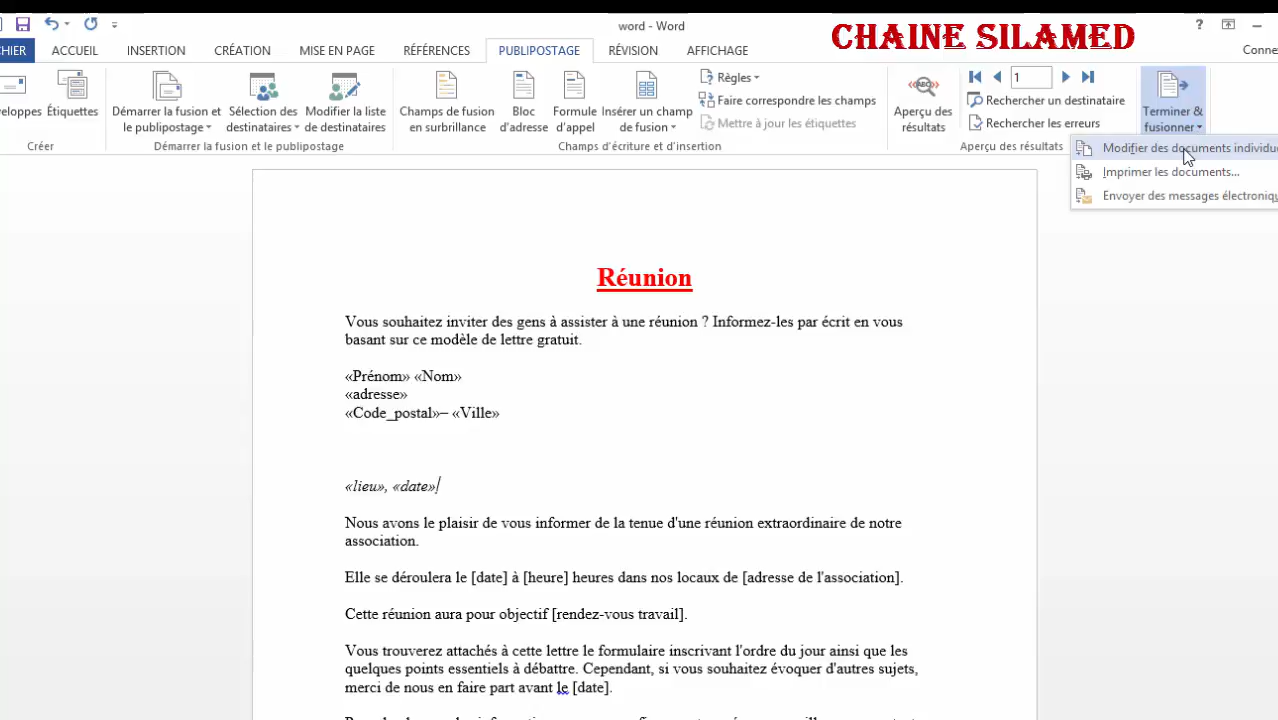 word - Word
CHAINE SILAMED
?
HIER ACCUEIL INSERTION CRÉATION MISE EN PAGE RÉFÉRENCES PUBLIPOSTAGE RÉVISION AFFICHAGE
Conne
eloppes Étiquettes
Créer
Démarrer la fusion et le publipostage
Sélection des destinataires
Modifier la liste de destinataires
Démarrer la fusion et le publipostage
Champs de fusion en surbrillance
Bloc d'adresse
Formule d'appel
Insérer un champ de fusion
Règles
Faire correspondre les champs
Mettre à jour les étiquettes
Champs d'écriture et d'insertion
ABC
Aperçu des résultats
1
Rechercher un destinataire
Rechercher les erreurs
Aperçu des résultats
Terminer & fusionner
Modifier des documents individue
Imprimer les documents...
Envoyer des messages électroniq
Réunion
Vous souhaitez inviter des gens à assister à une réunion ? Informez-les par écrit en vous
basant sur ce modèle de lettre gratuit.
«Prénom» «Nom»
«adresse»
«Code_postal»– «Ville»
«lieu», «date»
Nous avons le plaisir de vous informer de la tenue d'une réunion extraordinaire de notre
association.
Elle se déroulera le [date] à [heure] heures dans nos locaux de [adresse de l'association].
Cette réunion aura pour objectif [rendez-vous travail].
Vous trouverez attachés à cette lettre le formulaire inscrivant l'ordre du jour ainsi que les
quelques points essentiels à débattre. Cependant, si vous souhaitez évoquer d'autres sujets,
merci de nous en faire part avant le [date].